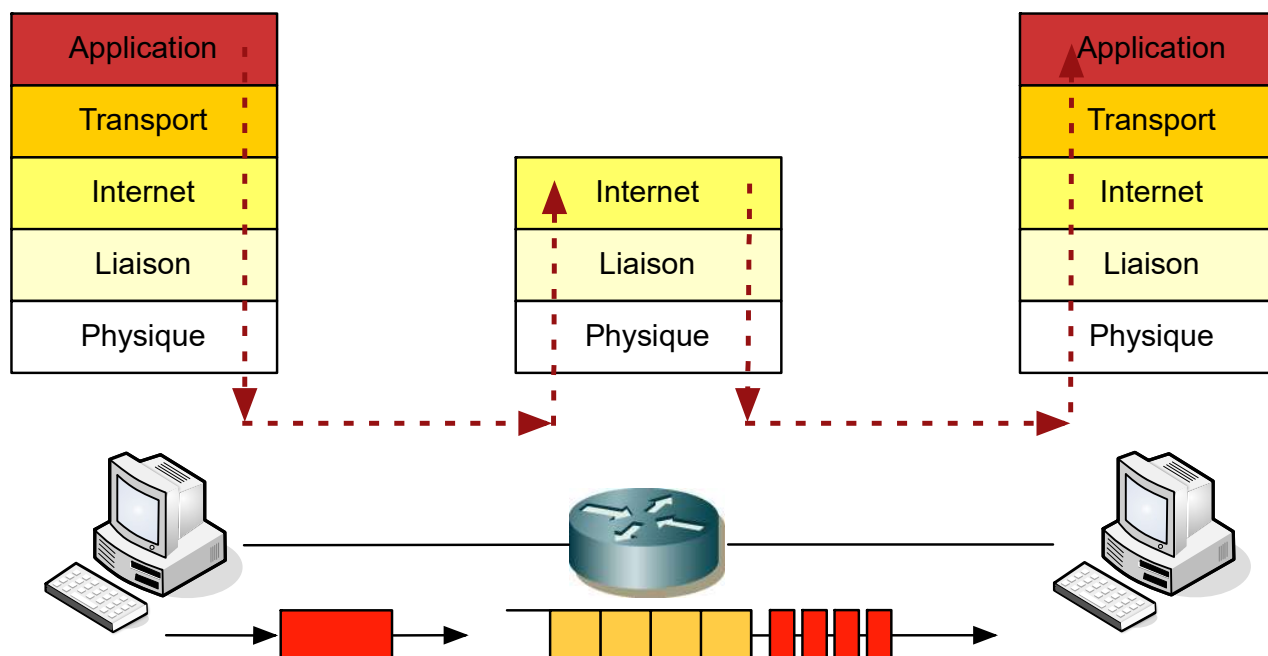 Application
Transport
Internet
Liaison
Physique
Internet
Liaison
Physique
Application
Transport
Internet
Liaison
Physique